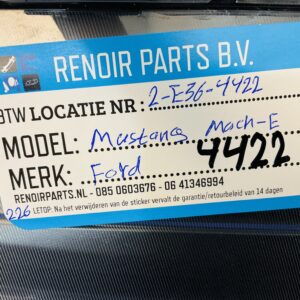 RENOIR PARTS B.V.
BTW LOCATIE NR: 2-E36-4422
MODEL: Mustang Mach-E
MERK: Ford 4422
RENOIRPARTS.NL - 085 0603676 - 06 41346994
226 LETOP: Na het verwijderen van de sticker vervalt de garantie/retourbeleid van 14 dagen